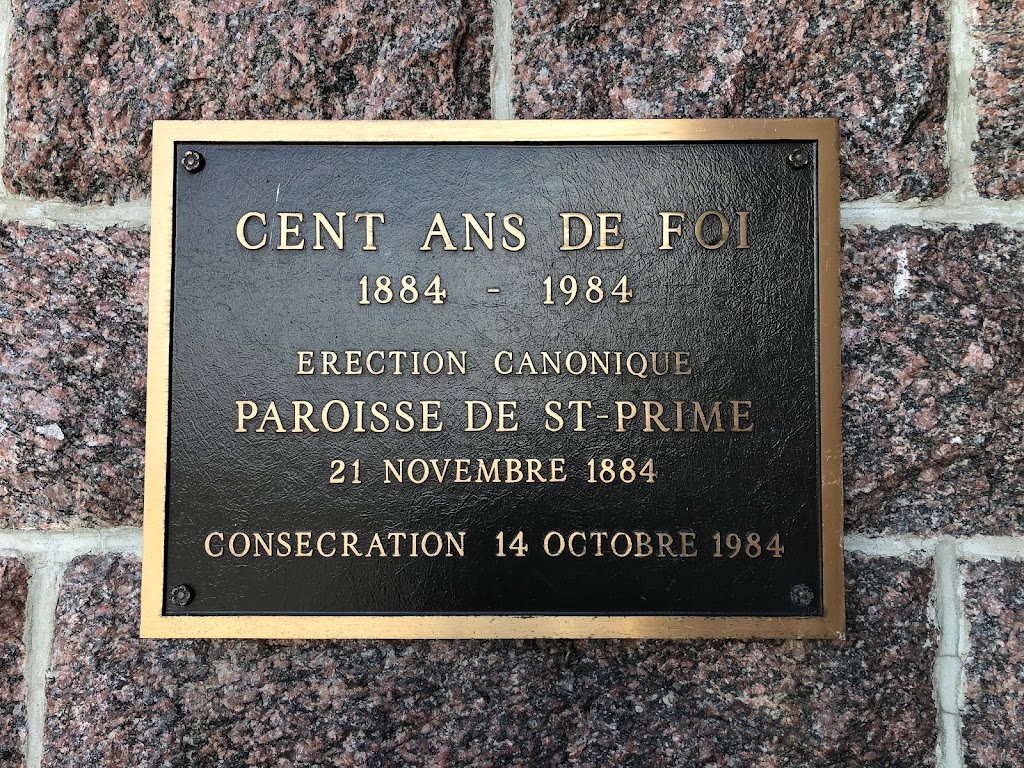 CENT ANS DE FOI
1884 - 1984
ERECTION CANONIQUE
PAROISSE DE ST-PRIME
21 NOVEMBRE 1884
CONSECRATION 14 OCTOBRE 1984